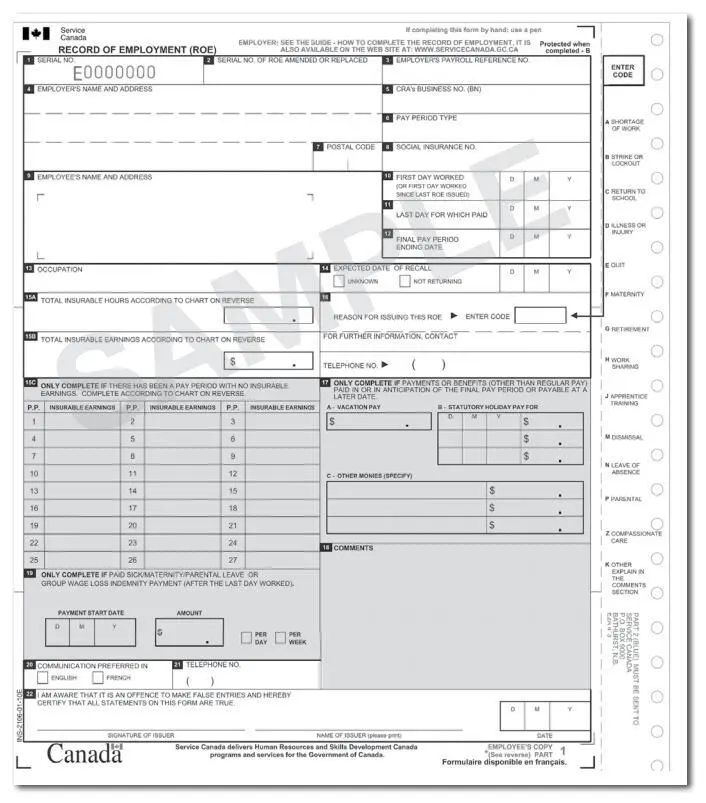 Service
Canada
If completing this form by hand: use a pen
RECORD OF EMPLOYMENT (ROE)
EMPLOYER: SEE THE GUIDE - HOW TO COMPLETE THE RECORD OF EMPLOYMENT, IT IS
ALSO AVAILABLE ON THE WEB SITE AT: WWW.SERVICECANADA.GC.CA
Protected when
completed - B
1 SERIAL NO.
E0000000
2 SERIAL NO. OF ROE AMENDED OR REPLACED
3 EMPLOYER'S PAYROLL REFERENCE NO.
4 EMPLOYER'S NAME AND ADDRESS
5 CRA's BUSINESS NO. (BN)
6 PAY PERIOD TYPE
7 POSTAL CODE
8 SOCIAL INSURANCE NO.
9 EMPLOYEE'S NAME AND ADDRESS
10 FIRST DAY WORKED
(OR FIRST DAY WORKED
SINCE LAST ROE ISSUED)
D M Y
11 LAST DAY FOR WHICH PAID
D M Y
12 FINAL PAY PERIOD
ENDING DATE
D M Y
SAMPLE
13 OCCUPATION
14 EXPECTED DATE OF RECALL
UNKNOWN NOT RETURNING
D M Y
15A TOTAL INSURABLE HOURS ACCORDING TO CHART ON REVERSE
.
16
REASON FOR ISSUING THIS ROE ► ENTER CODE
15B TOTAL INSURABLE EARNINGS ACCORDING TO CHART ON REVERSE
$ .
FOR FURTHER INFORMATION, CONTACT
TELEPHONE NO. ► ( )
15C ONLY COMPLETE IF THERE HAS BEEN A PAY PERIOD WITH NO INSURABLE
EARNINGS. COMPLETE ACCORDING TO CHART ON REVERSE.
P.P. INSURABLE EARNINGS P.P. INSURABLE EARNINGS P.P. INSURABLE EARNINGS
1 2 3
4 5 6
7 8 9
10 11 12
13 14 15
16 17 18
19 20 21
22 23 24
25 26 27
17 ONLY COMPLETE IF PAYMENTS OR BENEFITS (OTHER THAN REGULAR PAY)
PAID IN OR IN ANTICIPATION OF THE FINAL PAY PERIOD OR PAYABLE AT A
LATER DATE.
A - VACATION PAY
$ .
B - STATUTORY HOLIDAY PAY FOR
D M Y
$ .
$ .
$ .
C - OTHER MONIES (SPECIFY)
$ .
$ .
$ .
18 COMMENTS
19 ONLY COMPLETE IF PAID SICK/MATERNITY/PARENTAL LEAVE OR
GROUP WAGE LOSS INDEMNITY PAYMENT (AFTER THE LAST DAY WORKED).
PAYMENT START DATE AMOUNT
D M Y
$ .
PER
DAY
PER
WEEK
20 COMMUNICATION PREFERRED IN
ENGLISH FRENCH
21 TELEPHONE NO.
( )
22 I AM AWARE THAT IT IS AN OFFENCE TO MAKE FALSE ENTRIES AND HEREBY
CERTIFY THAT ALL STATEMENTS ON THIS FORM ARE TRUE.
D M Y
SIGNATURE OF ISSUER NAME OF ISSUER (please print) DATE
Canada
Service Canada delivers Human Resources and Skills Development Canada
programs and services for the Government of Canada.
EMPLOYEE'S COPY
*(See reverse) PART 1
Formulaire disponible en français.
INS-2106-01-10E
ENTER
CODE
A SHORTAGE
OF WORK
B STRIKE OR
LOCKOUT
C RETURN TO
SCHOOL
D ILLNESS OR
INJURY
E QUIT
F MATERNITY
G RETIREMENT
H WORK
SHARING
J APPRENTICE
TRAINING
M DISMISSAL
N LEAVE OF
ABSENCE
P PARENTAL
Z COMPASSIONATE
CARE
K OTHER
EXPLAIN IN
THE
COMMENTS
SECTION
PART 2 (BLUE) MUST BE SENT TO
SERVICE CANADA
P.O. BOX 9000
BATHURST, N.B.